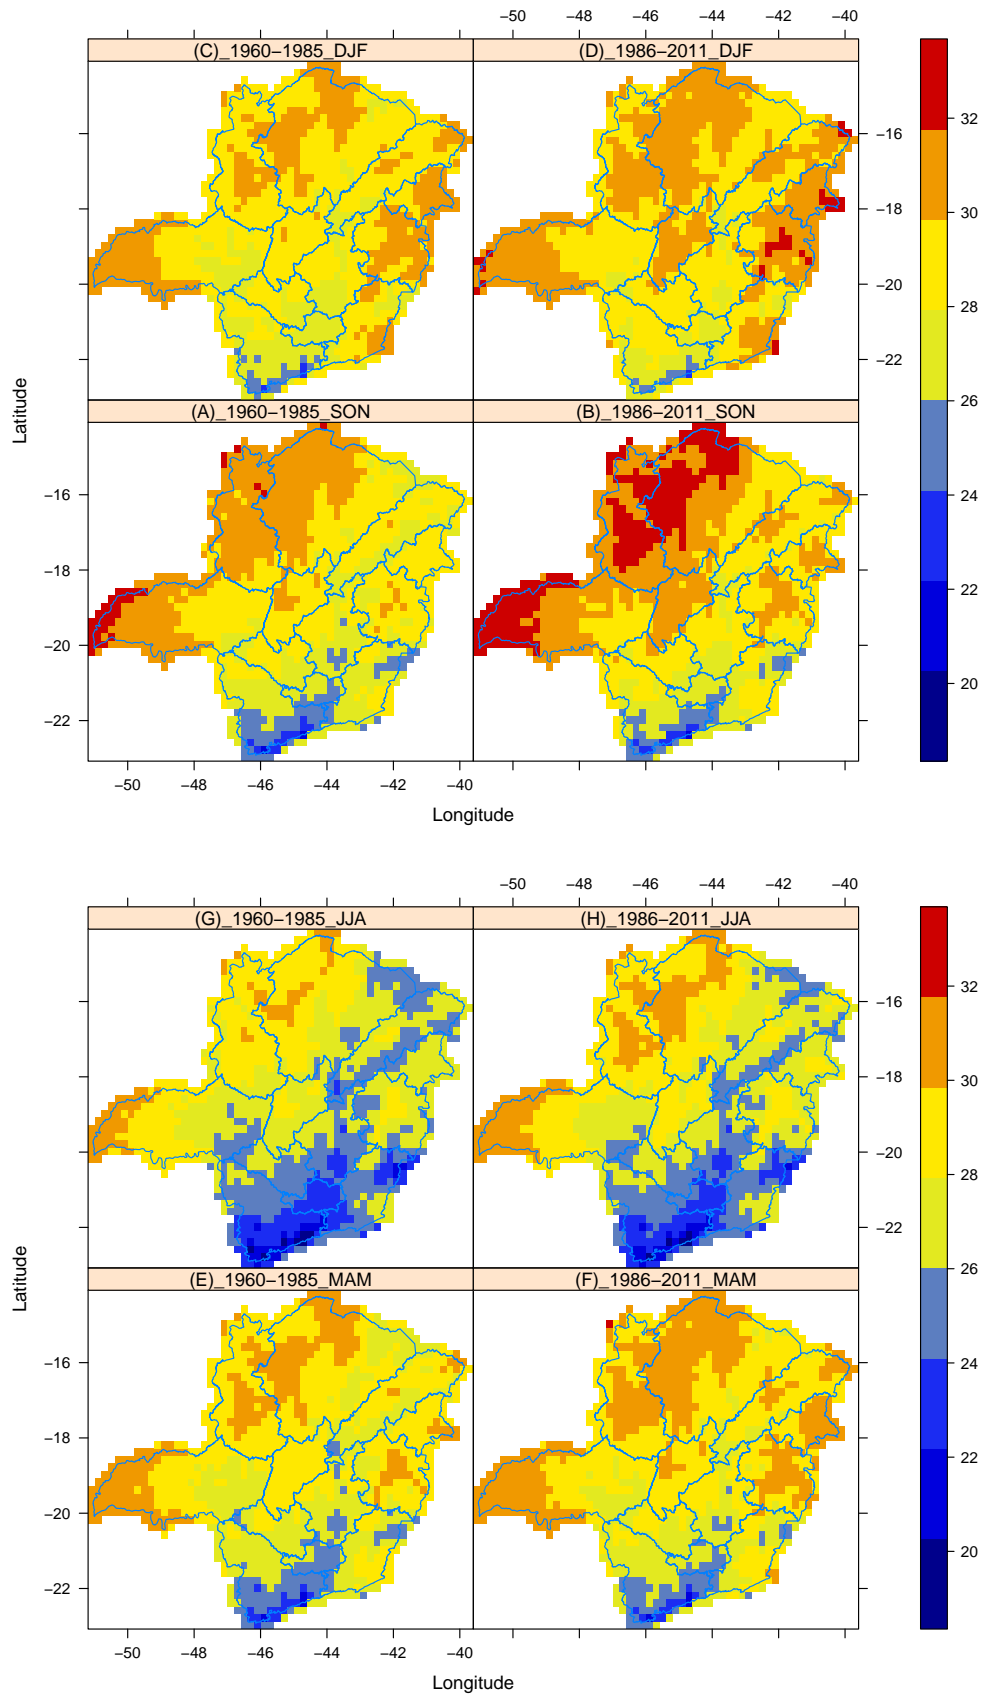 −50 −48 −46 −44 −42 −40
(C)_1960−1985_DJF (D)_1986−2011_DJF
−16
−18
−20
−22
(A)_1960−1985_SON (B)_1986−2011_SON
−16
−18
−20
−22
−50 −48 −46 −44 −42 −40
Longitude
Latitude
32
30
28
26
24
22
20
−50 −48 −46 −44 −42 −40
(G)_1960−1985_JJA (H)_1986−2011_JJA
−16
−18
−20
−22
(E)_1960−1985_MAM (F)_1986−2011_MAM
−16
−18
−20
−22
−50 −48 −46 −44 −42 −40
Longitude
Latitude
32
30
28
26
24
22
20